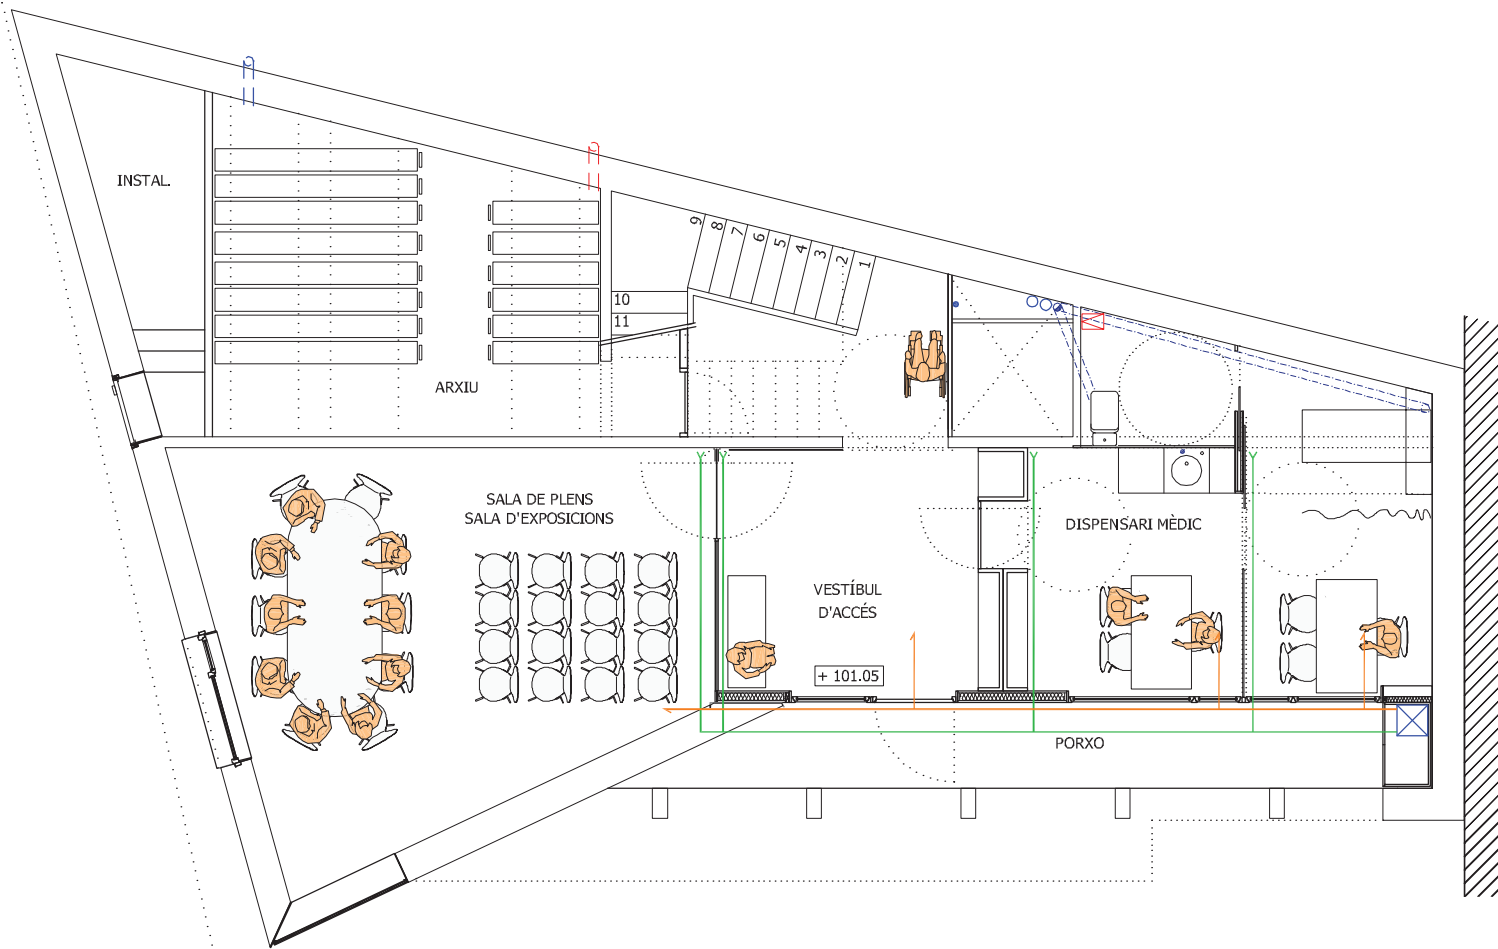 INSTAL.
9
8
7
6
5
4
3
2
1
10
11
ARXIU
SALA DE PLENS
SALA D'EXPOSICIONS
DISPENSARI MÈDIC
VESTÍBUL
D'ACCÉS
+ 101.05
PORXO